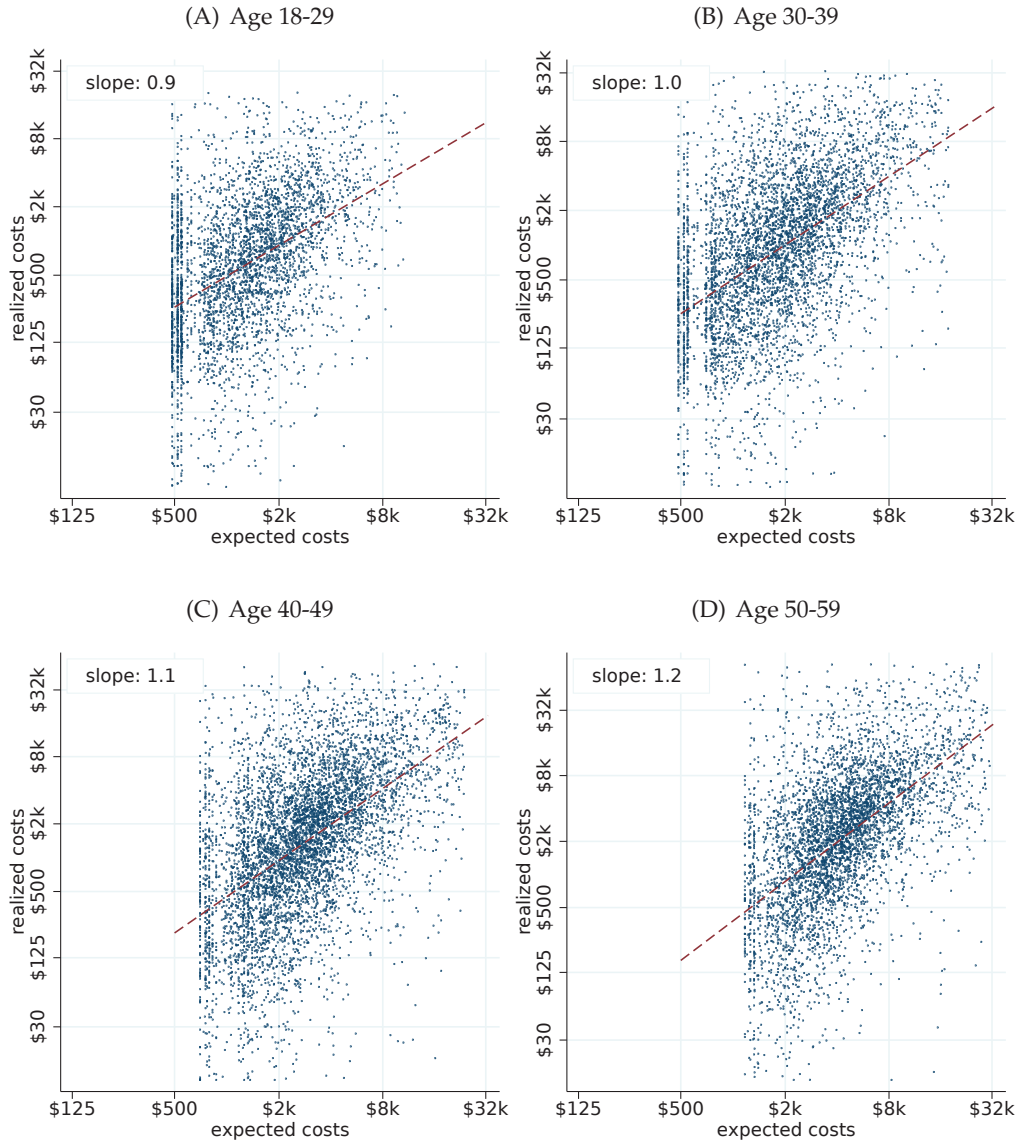 (A) Age 18-29
slope: 0.9
realized costs
$32k
$8k
$2k
$500
$125
$30
$125 $500 $2k $8k $32k
expected costs
(B) Age 30-39
slope: 1.0
realized costs
$32k
$8k
$2k
$500
$125
$30
$125 $500 $2k $8k $32k
expected costs
(C) Age 40-49
slope: 1.1
realized costs
$32k
$8k
$2k
$500
$125
$30
$125 $500 $2k $8k $32k
expected costs
(D) Age 50-59
slope: 1.2
realized costs
$32k
$8k
$2k
$500
$125
$30
$125 $500 $2k $8k $32k
expected costs